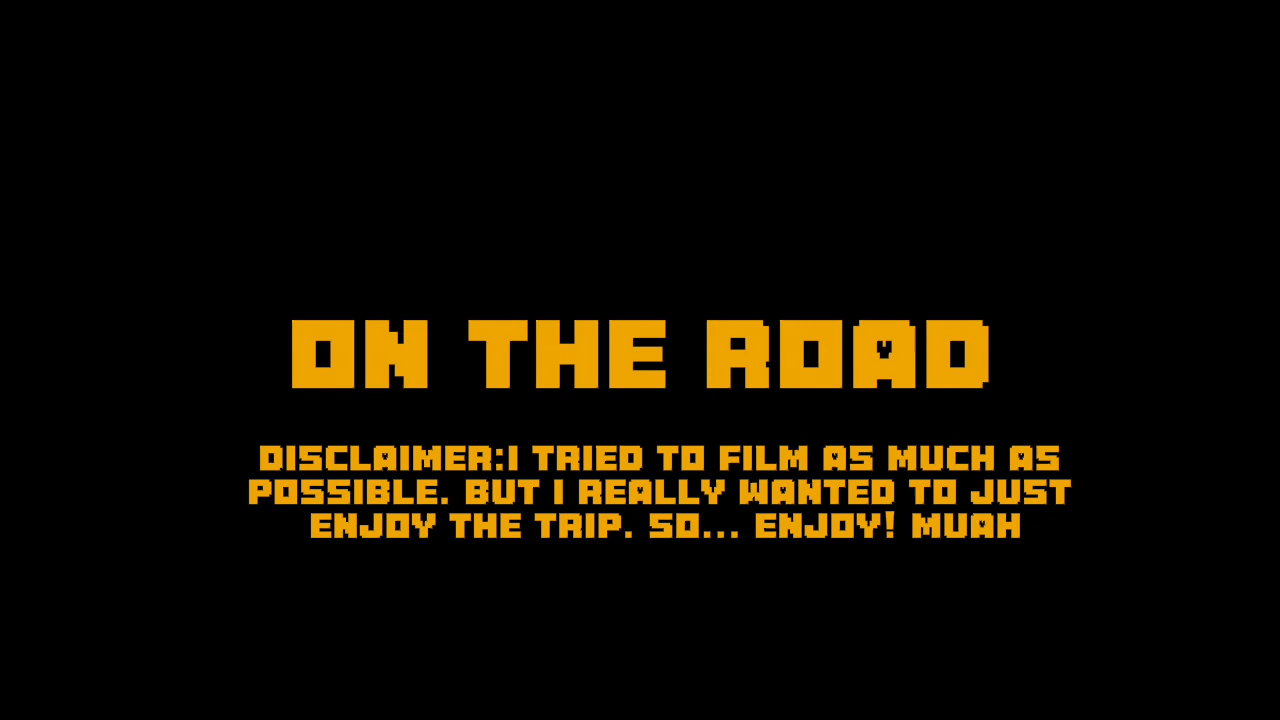 ON THE ROAD
DISCLAIMER:I TRIED TO FILM AS MUCH AS
POSSIBLE. BUT I REALLY WANTED TO JUST
ENJOY THE TRIP. SO... ENJOY! MUAH